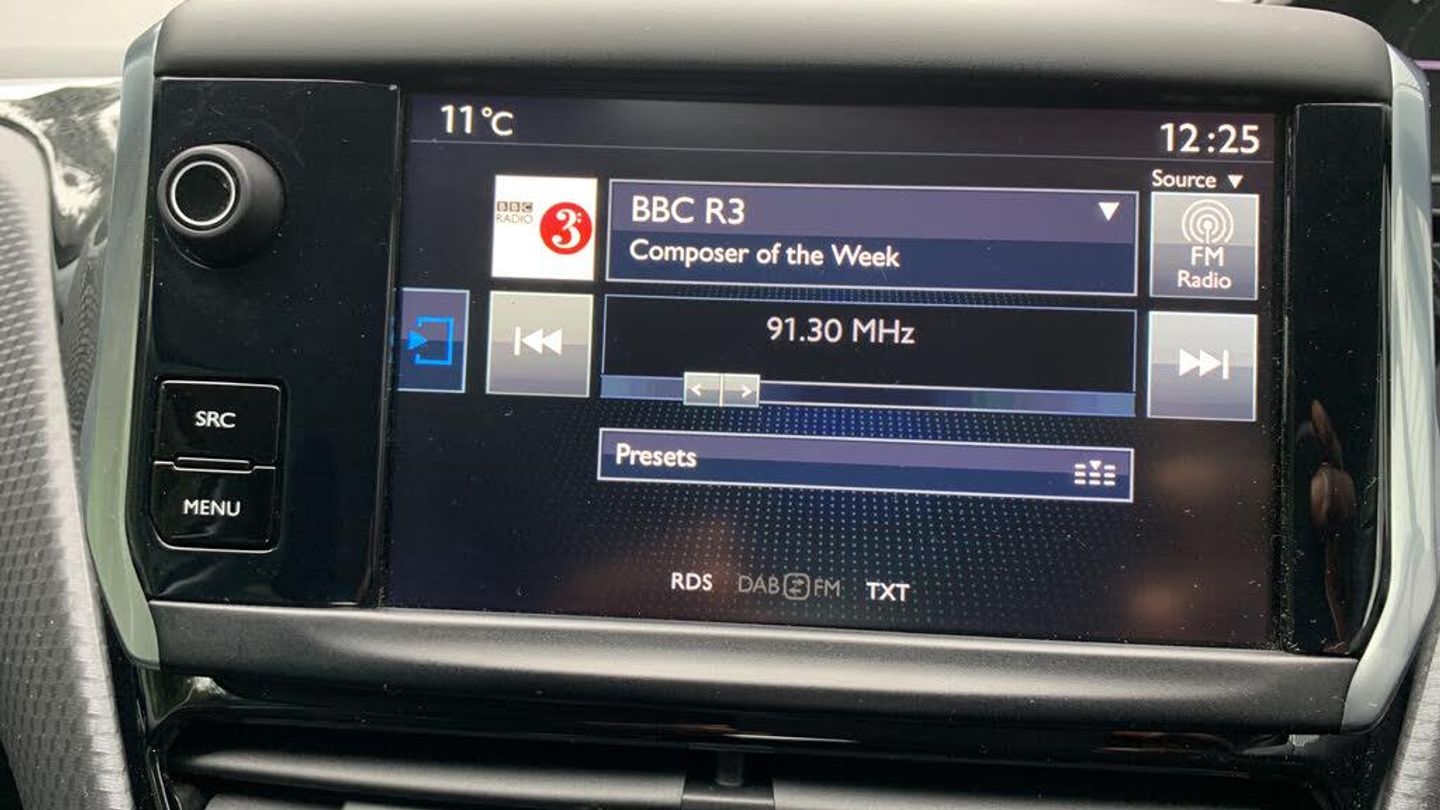 11°C
12:25
Source
BBC
RADIO
3
BBC R3
Composer of the Week
FM
Radio
91.30 MHz
SRC
Presets
MENU
RDS
DAB FM
TXT